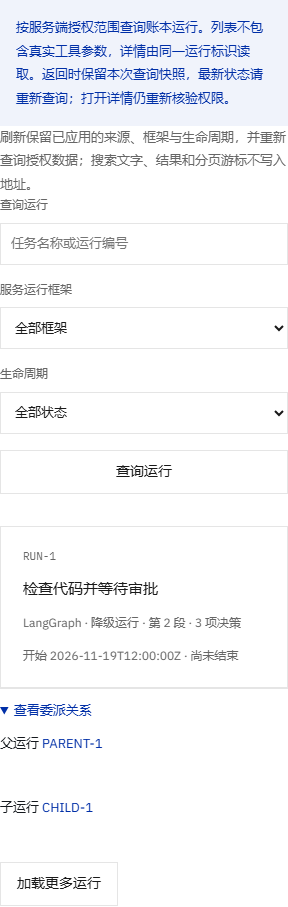 按服务端授权范围查询账本运行。列表不包
含真实工具参数，详情由同一运行标识读
取。返回时保留本次查询快照，最新状态请
重新查询；打开详情仍重新核验权限。
刷新保留已应用的来源、框架与生命周期，并重新
查询授权数据；搜索文字、结果和分页游标不写入
地址。
查询运行
任务名称或运行编号
服务运行框架
全部框架
生命周期
全部状态
查询运行
RUN-1
检查代码并等待审批
LangGraph · 降级运行 · 第 2 段 · 3 项决策
开始 2026-11-19T12:00:00Z · 尚未结束
▼ 查看委派关系
父运行 PARENT-1
子运行 CHILD-1
加载更多运行